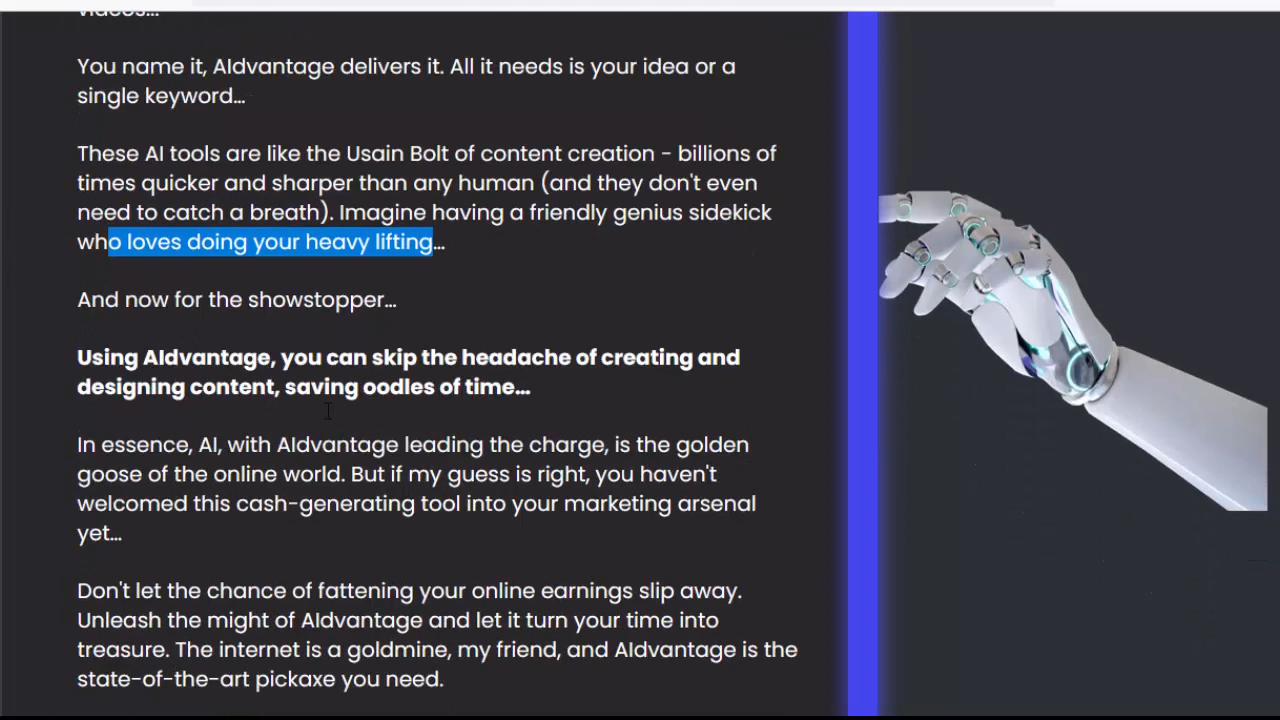 videos...
You name it, AIdvantage delivers it. All it needs is your idea or a
single keyword...
These AI tools are like the Usain Bolt of content creation - billions of
times quicker and sharper than any human (and they don't even
need to catch a breath). Imagine having a friendly genius sidekick
who loves doing your heavy lifting...
And now for the showstopper...
Using AIdvantage, you can skip the headache of creating and
designing content, saving oodles of time...
In essence, AI, with AIdvantage leading the charge, is the golden
goose of the online world. But if my guess is right, you haven't
welcomed this cash-generating tool into your marketing arsenal
yet...
Don't let the chance of fattening your online earnings slip away.
Unleash the might of AIdvantage and let it turn your time into
treasure. The internet is a goldmine, my friend, and AIdvantage is the
state-of-the-art pickaxe you need.